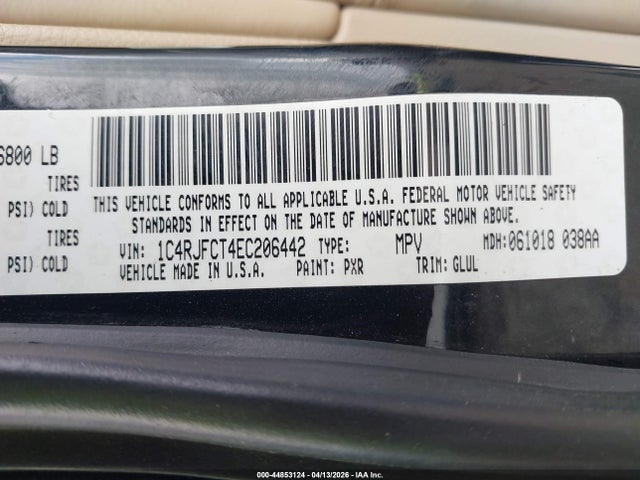 6800 LB
TIRES
PSI) COLD
TIRES
PSI) COLD
THIS VEHICLE CONFORMS TO ALL APPLICABLE U.S.A. FEDERAL MOTOR VEHICLE SAFETY
STANDARDS IN EFFECT ON THE DATE OF MANUFACTURE SHOWN ABOVE.
VIN: 1C4RJFCT4EC206442 TYPE: MPV MDH:061018 038AA
VEHICLE MADE IN U.S.A. PAINT: PXR TRIM: GLUL
000-44853124 - 04/13/2026 - IAA Inc.